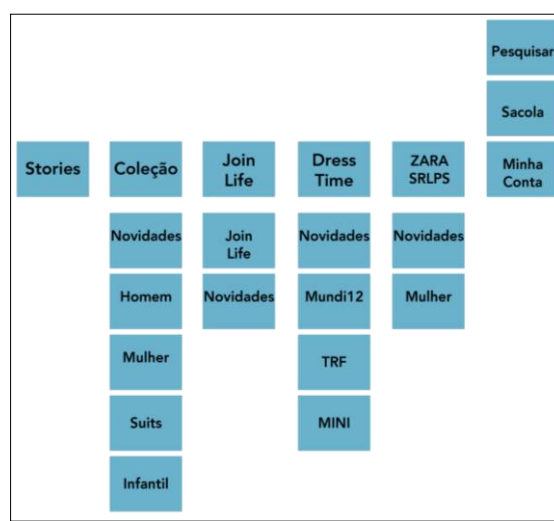 Pesquisar
Sacola
Stories
Coleção
Join
Life
Dress
Time
ZARA
SRLPS
Minha
Conta
Novidades
Join
Life
Novidades
Novidades
Homem
Novidades
Mundi12
Mulher
Mulher
TRF
Suits
MINI
Infantil